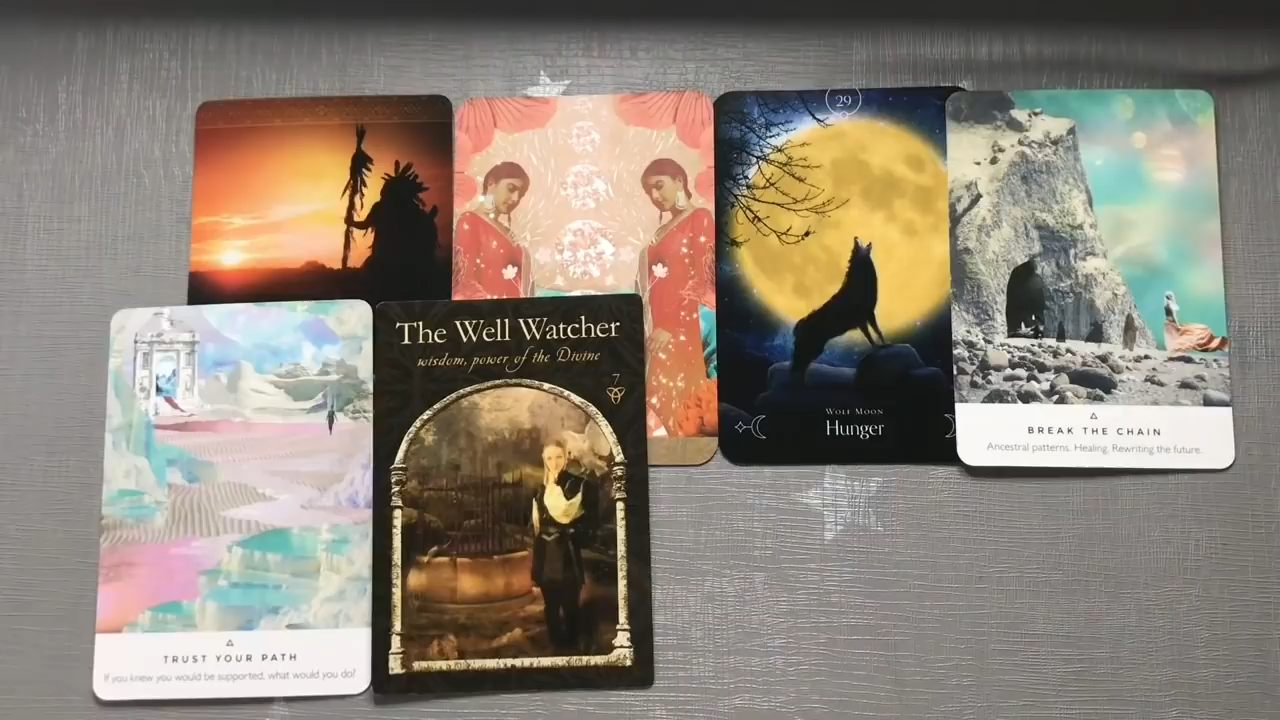 29
WOLF MOON
Hunger
BREAK THE CHAIN
Ancestral patterns. Healing. Rewriting the future.
The Well Watcher
wisdom, power of the Divine
7
TRUST YOUR PATH
If you knew you would be supported, what would you do?